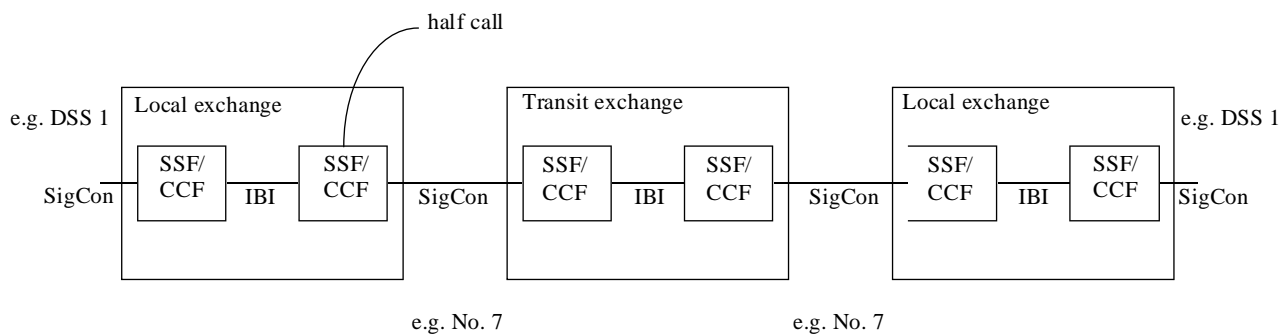 half call
Local exchange
Transit exchange
Local exchange
e.g. DSS 1
e.g. DSS 1
SSF/
CCF
SSF/
CCF
SSF/
CCF
SSF/
CCF
SSF/
CCF
SSF/
CCF
SigCon
IBI
SigCon
IBI
SigCon
IBI
SigCon
e.g. No. 7
e.g. No. 7